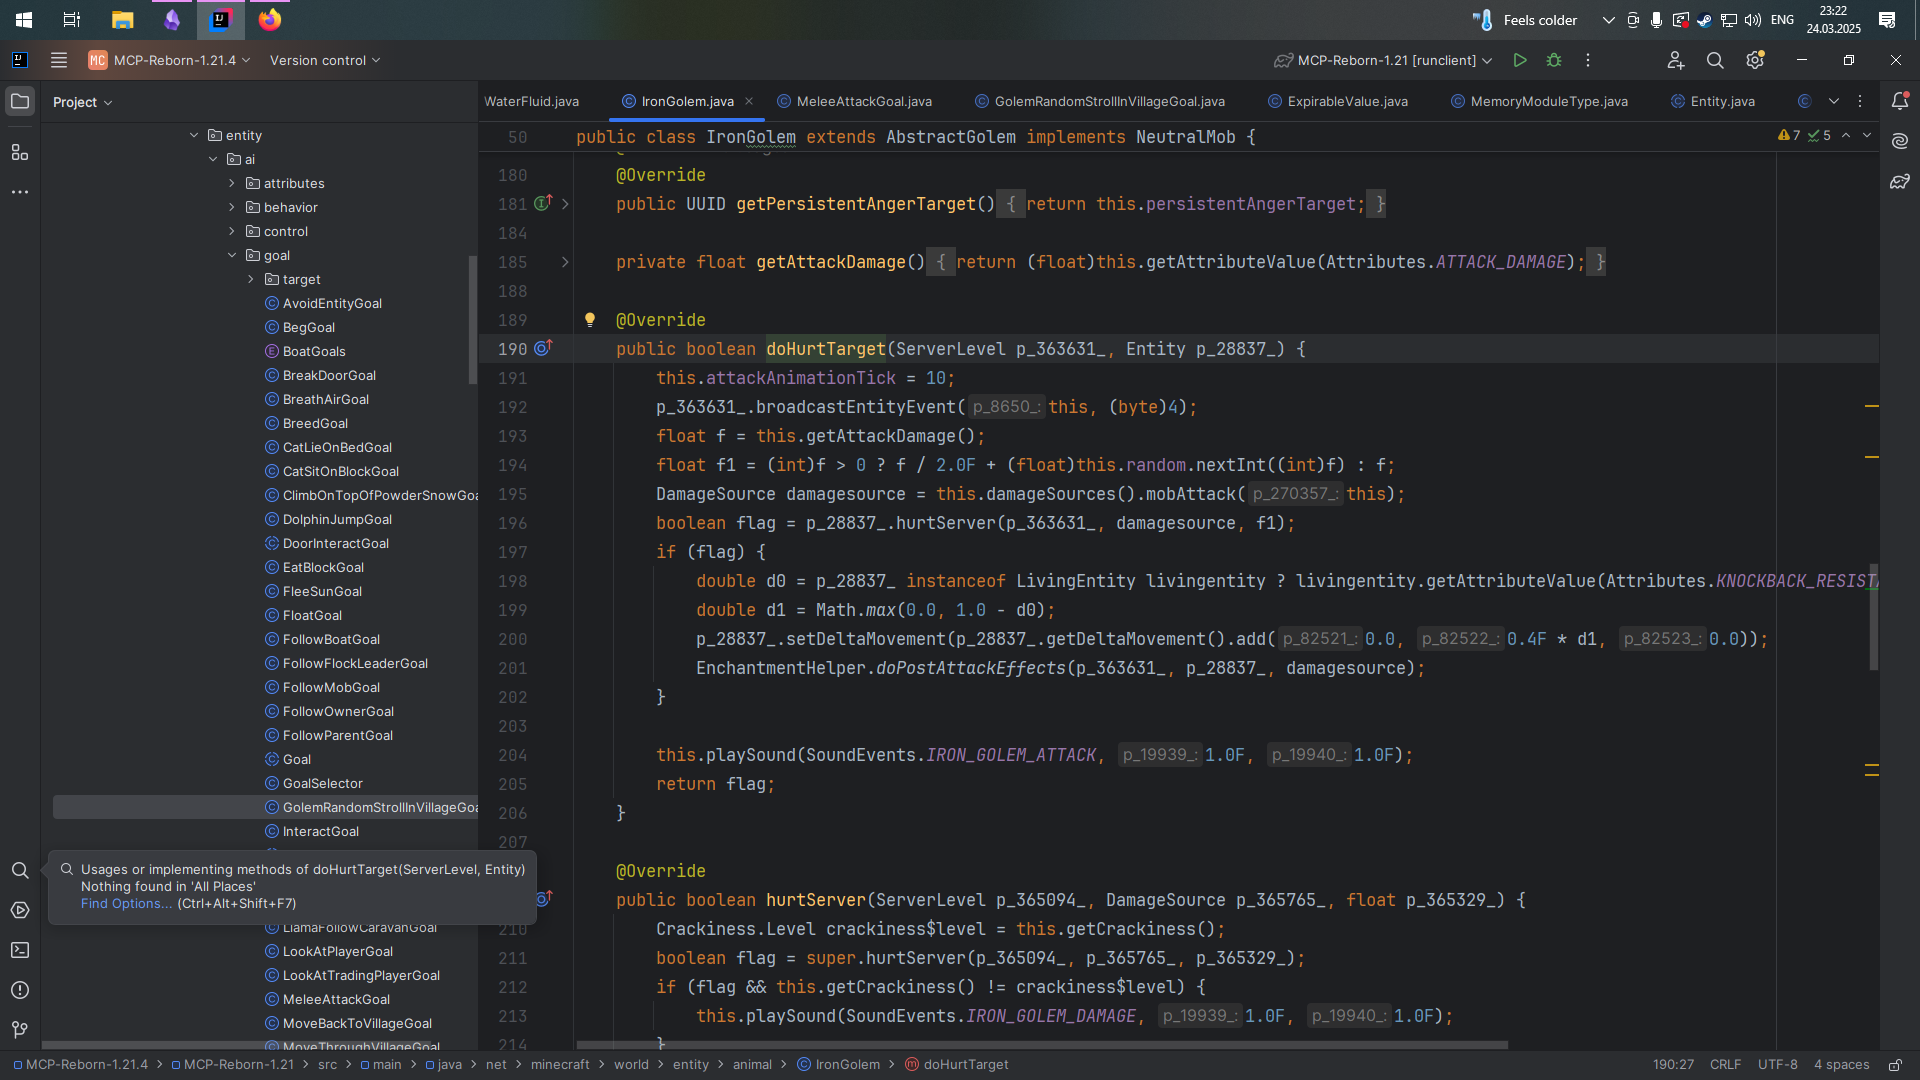 Feels colder
ENG
23:22
24.03.2025
MC
MCP-Reborn-1.21.4
Version control
MCP-Reborn-1.21 [runclient]
Project
WaterFluid.java
IronGolem.java
MeleeAttackGoal.java
GolemRandomStrollInVillageGoal.java
ExpirableValue.java
MemoryModuleType.java
Entity.java
entity
ai
attributes
behavior
control
goal
target
AvoidEntityGoal
BegGoal
BoatGoals
BreakDoorGoal
BreathAirGoal
BreedGoal
CatLieOnBedGoal
CatSitOnBlockGoal
ClimbOnTopOfPowderSnowGoa
DolphinJumpGoal
DoorInteractGoal
EatBlockGoal
FleeSunGoal
FloatGoal
FollowBoatGoal
FollowFlockLeaderGoal
FollowMobGoal
FollowOwnerGoal
FollowParentGoal
Goal
GoalSelector
GolemRandomStrollInVillageGoa
InteractGoal
Usages or implementing methods of doHurtTarget(ServerLevel, Entity)
Nothing found in 'All Places'
Find Options... (Ctrl+Alt+Shift+F7)
LlamaFollowCaravanGoal
LookAtPlayerGoal
LookAtTradingPlayerGoal
MeleeAttackGoal
MoveBackToVillageGoal
MoveThroughVillageGoal
50 public class IronGolem extends AbstractGolem implements NeutralMob {
7 5
180 @Override
181 public UUID getPersistentAngerTarget() { return this.persistentAngerTarget; }
184
185 private float getAttackDamage() { return (float)this.getAttributeValue(Attributes.ATTACK_DAMAGE); }
188
189 @Override
190 public boolean doHurtTarget(ServerLevel p_363631_, Entity p_28837_) {
191 this.attackAnimationTick = 10;
192 p_363631_.broadcastEntityEvent( p_8650_: this, (byte)4);
193 float f = this.getAttackDamage();
194 float f1 = (int)f > 0 ? f / 2.0F + (float)this.random.nextInt((int)f) : f;
195 DamageSource damagesource = this.damageSources().mobAttack( p_270357_: this);
196 boolean flag = p_28837_.hurtServer(p_363631_, damagesource, f1);
197 if (flag) {
198 double d0 = p_28837_ instanceof LivingEntity livingentity ? livingentity.getAttributeValue(Attributes.KNOCKBACK_RESISTA
199 double d1 = Math.max(0.0, 1.0 - d0);
200 p_28837_.setDeltaMovement(p_28837_.getDeltaMovement().add( p_82521_: 0.0, p_82522_: 0.4F * d1, p_82523_: 0.0));
201 EnchantmentHelper.doPostAttackEffects(p_363631_, p_28837_, damagesource);
202 }
203
204 this.playSound(SoundEvents.IRON_GOLEM_ATTACK, p_19939_: 1.0F, p_19940_: 1.0F);
205 return flag;
206 }
207
@Override
public boolean hurtServer(ServerLevel p_365094_, DamageSource p_365765_, float p_365329_) {
210 Crackiness.Level crackiness$level = this.getCrackiness();
211 boolean flag = super.hurtServer(p_365094_, p_365765_, p_365329_);
212 if (flag && this.getCrackiness() != crackiness$level) {
213 this.playSound(SoundEvents.IRON_GOLEM_DAMAGE, p_19939_: 1.0F, p_19940_: 1.0F);
214 }
MCP-Reborn-1.21.4 > MCP-Reborn-1.21 > src > main > java > net > minecraft > world > entity > animal > IronGolem > doHurtTarget
190:27 CRLF UTF-8 4 spaces